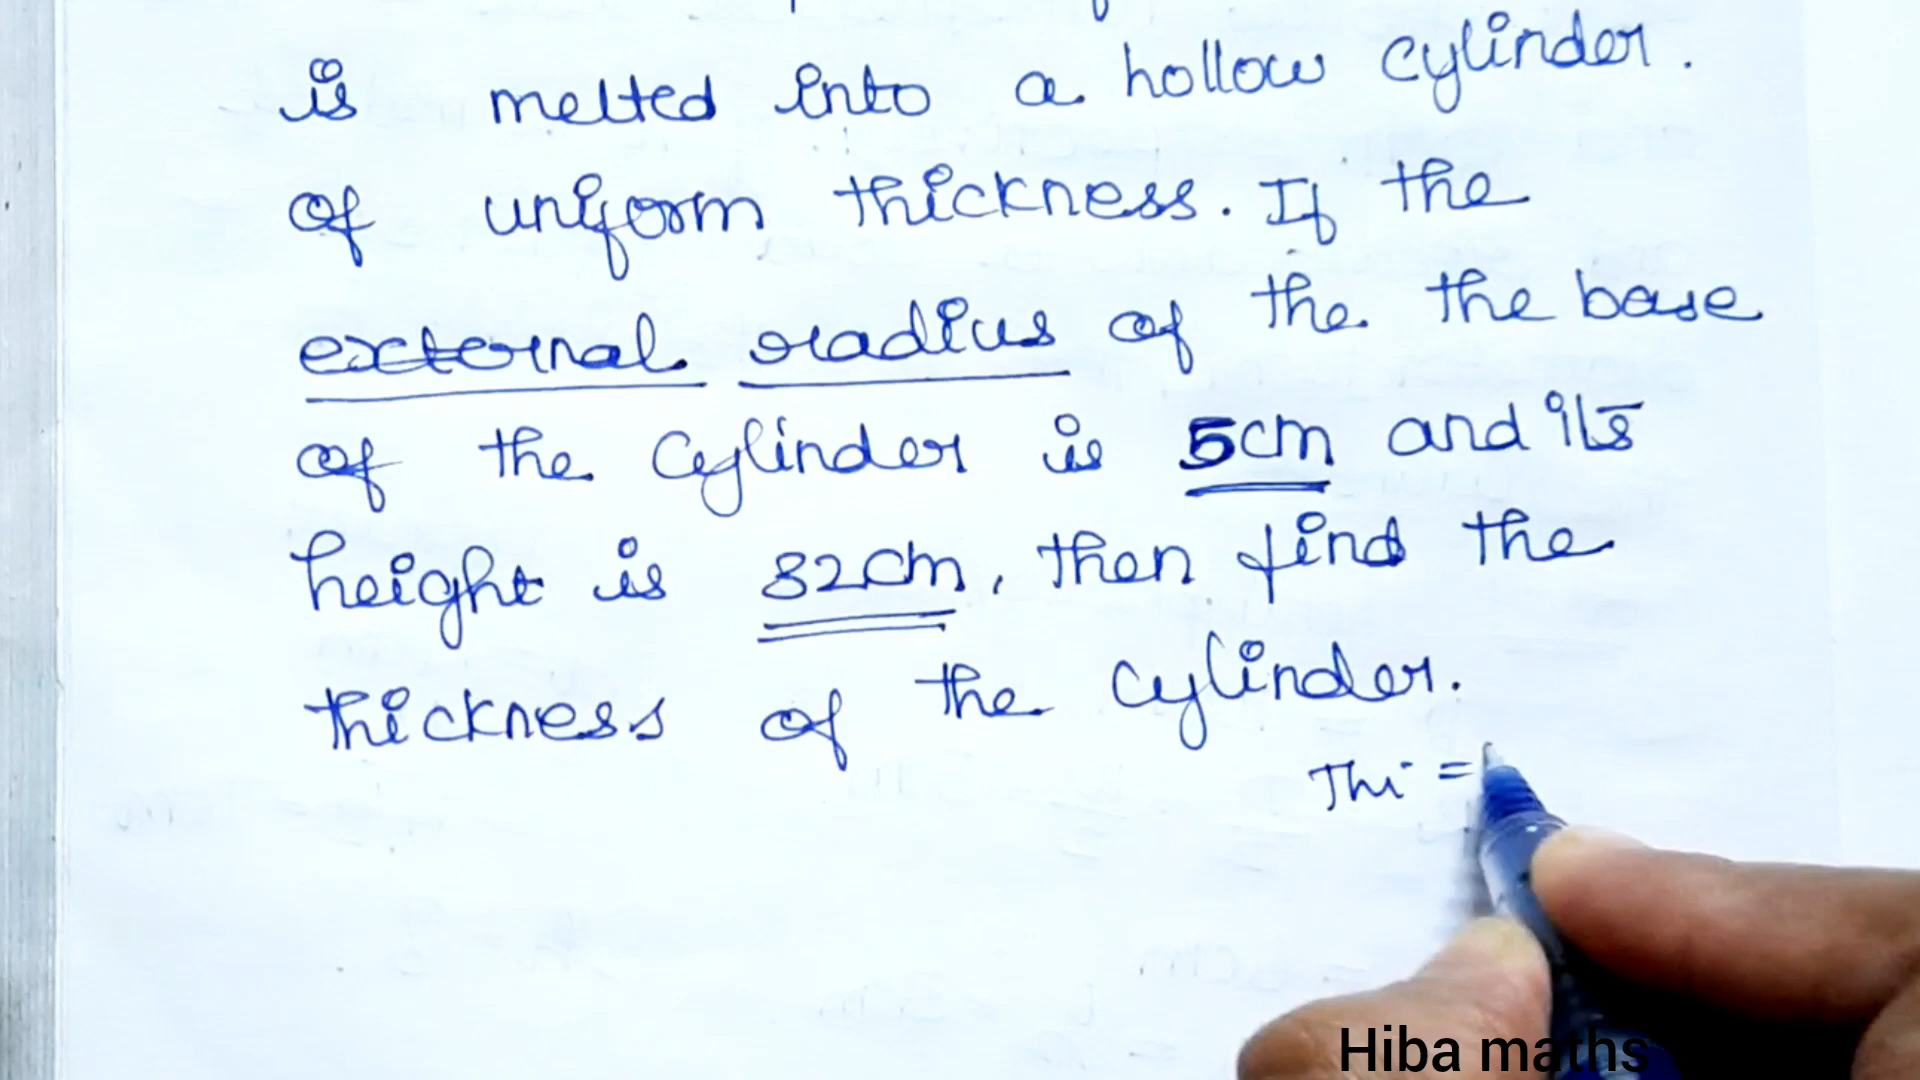 is melted into a hollow cylinder.
of uniform thickness. If the
external radius of the the base
of the cylinder is 5cm and its
height is 32cm, then find the
thickness of the cylinder.
Thi =
Hiba maths